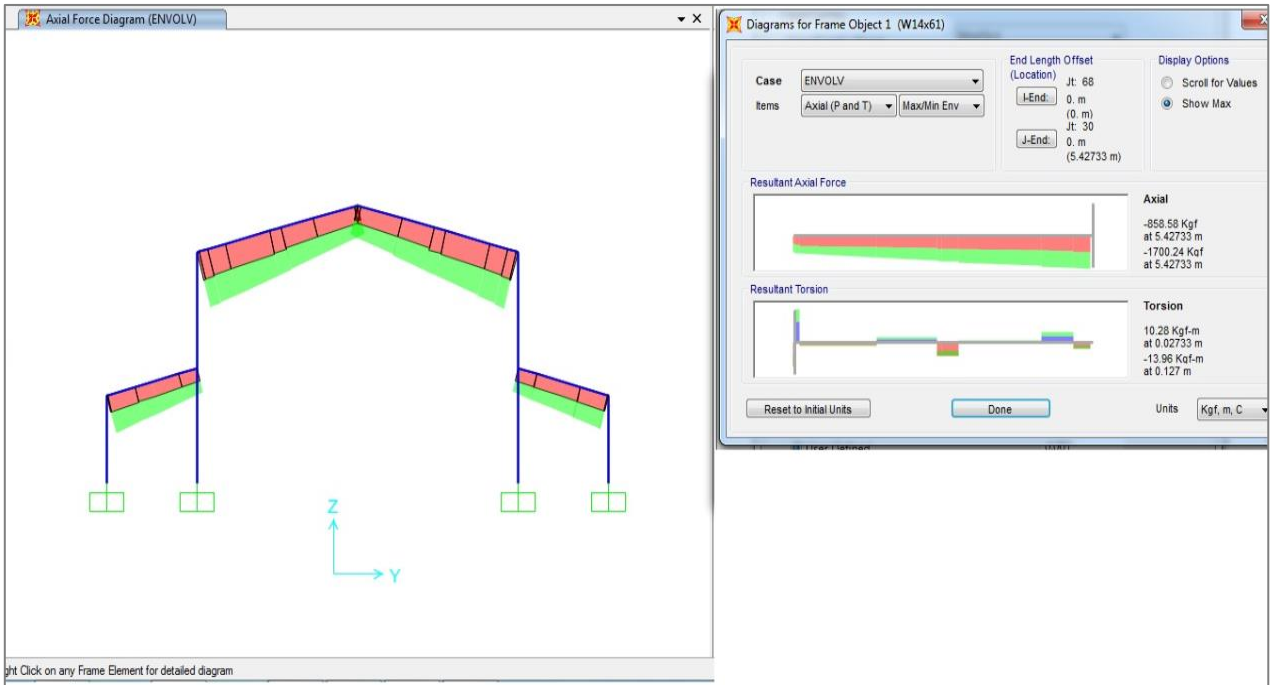 Axial Force Diagram (ENVOLV)
Z
Y
ght Click on any Frame Element for detailed diagram
Diagrams for Frame Object 1 (W14x61)
Case
ENVOLV
Items
Axial (P and T)
Max/Min Env
End Length Offset
(Location)
Jt: 68
I-End:
0. m
(0. m)
Jt: 30
J-End:
0. m
(5.42733 m)
Display Options
Scroll for Values
Show Max
Resultant Axial Force
Axial
-858.58 Kgf
at 5.42733 m
-1700.24 Kgf
at 5.42733 m
Resultant Torsion
Torsion
10.28 Kgf-m
at 0.02733 m
-13.96 Kgf-m
at 0.127 m
Reset to Initial Units
Done
Units
Kgf, m, C